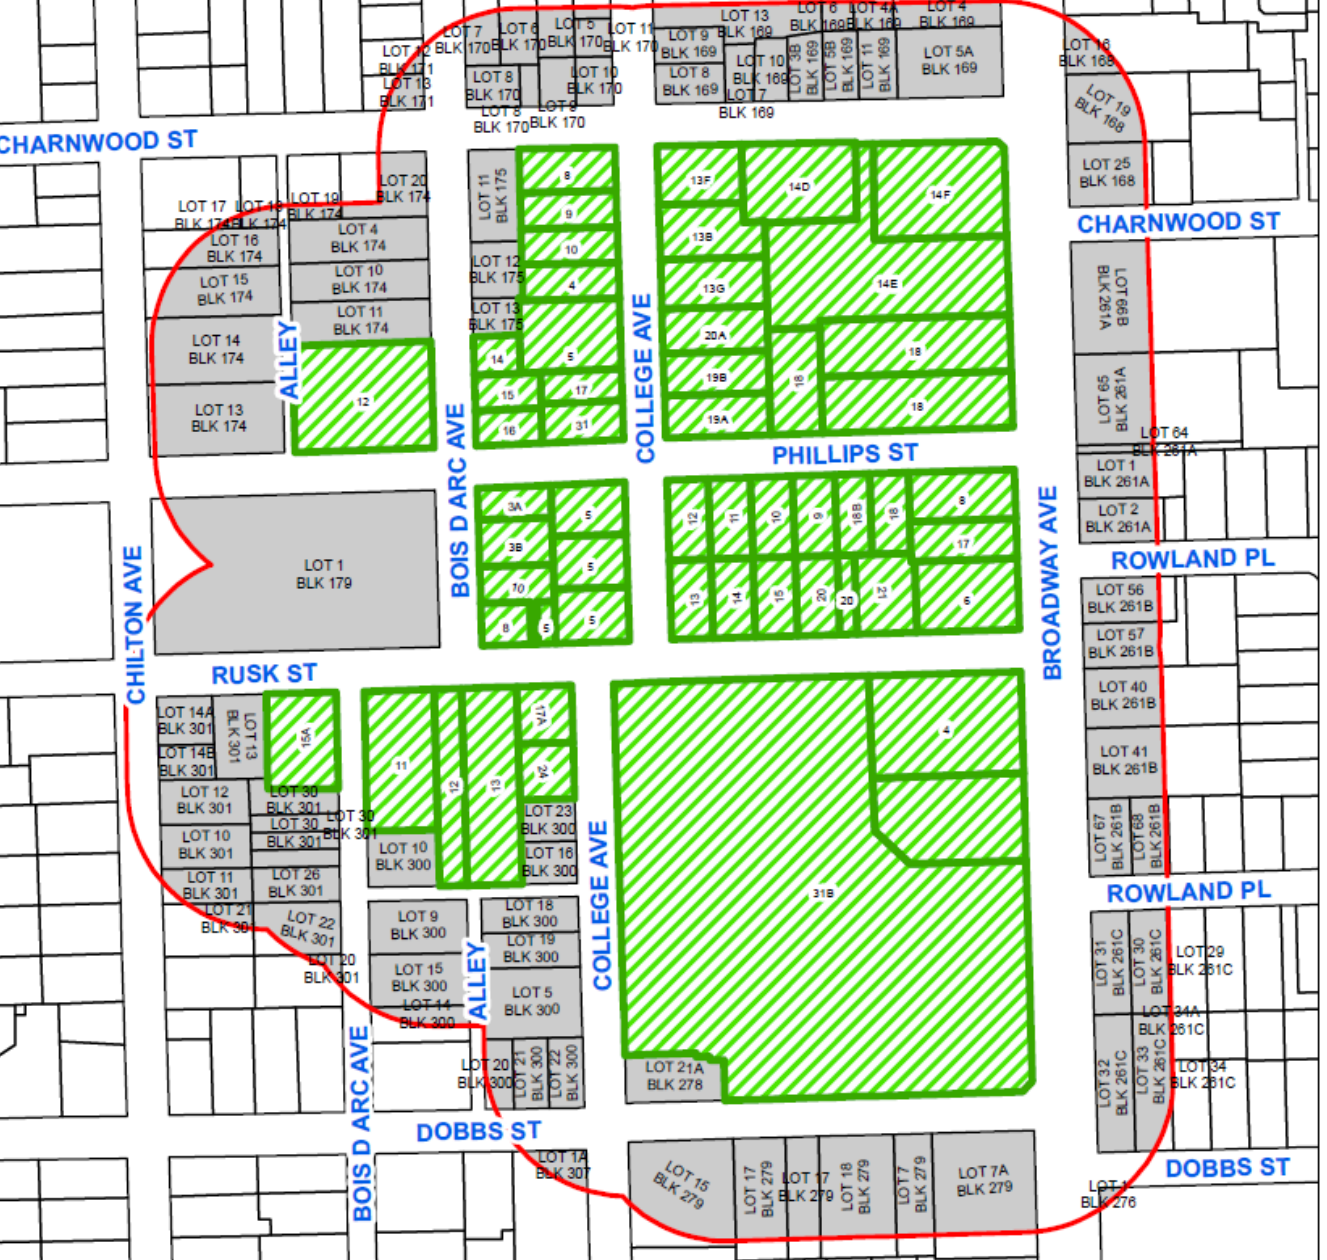 LOT 7
BLK 170
LOT 6
BLK 170
LOT 5
BLK 170
LOT 11
BLK 170
LOT 13
BLK 169
LOT 6
BLK 169
LOT 4A
BLK 169
LOT 4
BLK 169
LOT 12
BLK 171
LOT 13
BLK 171
LOT 8
BLK 170
LOT 10
BLK 170
LOT 8
BLK 170
LOT 9
BLK 170
LOT 9
BLK 169
LOT 8
BLK 169
LOT 10
BLK 169
LOT 7
BLK 169
LOT 3B
BLK 169
LOT 5B
BLK 169
LOT 11
BLK 169
LOT 5A
BLK 169
LOT 16
BLK 168
LOT 19
BLK 168
LOT 25
BLK 168
CHARNWOOD ST
CHARNWOOD ST
LOT 17
BLK 174
LOT 18
BLK 174
LOT 19
BLK 174
LOT 20
BLK 174
LOT 16
BLK 174
LOT 4
BLK 174
LOT 15
BLK 174
LOT 10
BLK 174
LOT 14
BLK 174
LOT 11
BLK 174
LOT 13
BLK 174
ALLEY
12
LOT 11
BLK 175
LOT 12
BLK 175
LOT 13
BLK 175
8
9
10
4
5
14
15
16
17
31
BOIS D ARC AVE
COLLEGE AVE
13F
14D
14F
13B
13G
14E
20A
19B
19A
18
18
18
PHILLIPS ST
LOT 66B
BLK 261A
LOT 65
BLK 261A
LOT 64
BLK 261A
LOT 1
BLK 261A
LOT 2
BLK 261A
ROWLAND PL
CHILTON AVE
LOT 1
BLK 179
3A
3B
10
8
5
5
5
5
12
11
10
9
18B
18
8
17
13
14
15
20
20
21
6
BROADWAY AVE
LOT 56
BLK 261B
LOT 57
BLK 261B
LOT 40
BLK 261B
LOT 41
BLK 261B
LOT 67
BLK 261B
LOT 68
BLK 261B
ROWLAND PL
RUSK ST
LOT 14A
BLK 301
LOT 14B
BLK 301
LOT 13
BLK 301
15A
LOT 12
BLK 301
LOT 30
BLK 301
LOT 30
BLK 301
LOT 30
BLK 301
LOT 10
BLK 301
LOT 11
BLK 301
LOT 26
BLK 301
LOT 21
BLK 301
LOT 22
BLK 301
LOT 20
BLK 301
11
12
13
17A
24
LOT 23
BLK 300
LOT 16
BLK 300
LOT 10
BLK 300
LOT 9
BLK 300
LOT 18
BLK 300
LOT 19
BLK 300
LOT 15
BLK 300
LOT 5
BLK 300
LOT 14
BLK 300
ALLEY
COLLEGE AVE
LOT 20
BLK 300
LOT 21
BLK 300
LOT 22
BLK 300
BOIS D ARC AVE
4
31B
LOT 21A
BLK 278
LOT 31
BLK 261C
LOT 30
BLK 261C
LOT 29
BLK 261C
LOT 34A
BLK 261C
LOT 32
BLK 261C
LOT 33
BLK 261C
LOT 34
BLK 261C
DOBBS ST
DOBBS ST
LOT 1A
BLK 307
LOT 15
BLK 279
LOT 17
BLK 279
LOT 17
BLK 279
LOT 18
BLK 279
LOT 7
BLK 279
LOT 7A
BLK 279
LOT 1
BLK 276